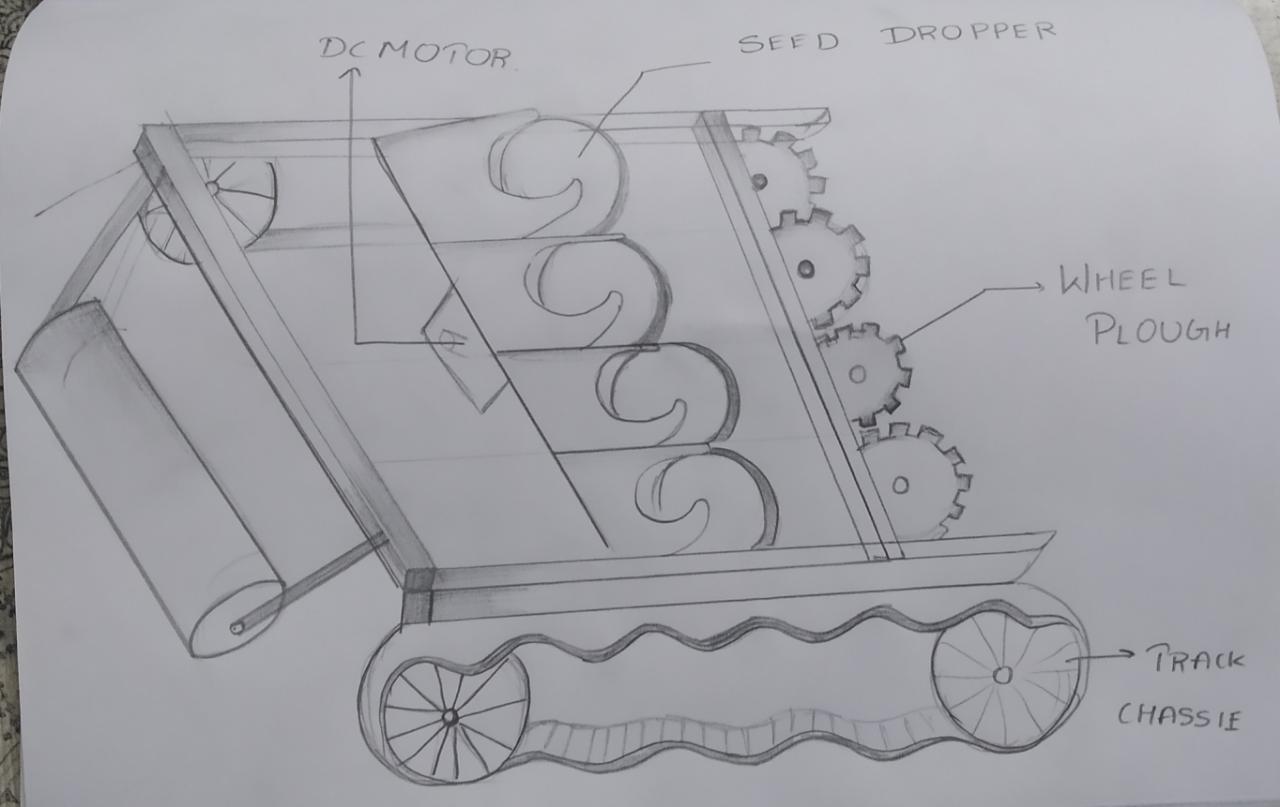 DC MOTOR
SEED DROPPER
WHEEL
PLOUGH
TRACK
CHASSIE